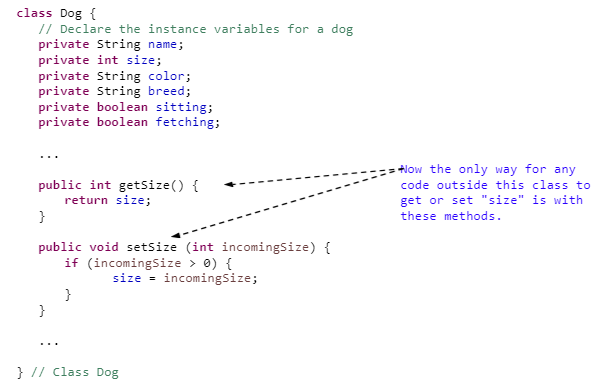 class Dog {
// Declare the instance variables for a dog
private String name;
private int size;
private String color;
private String breed;
private boolean sitting;
private boolean fetching;
...
public int getSize() {
return size;
}
public void setSize (int incomingSize) {
if (incomingSize > 0) {
size = incomingSize;
}
}
...
} // Class Dog
Now the only way for any
code outside this class to
get or set "size" is with
these methods.